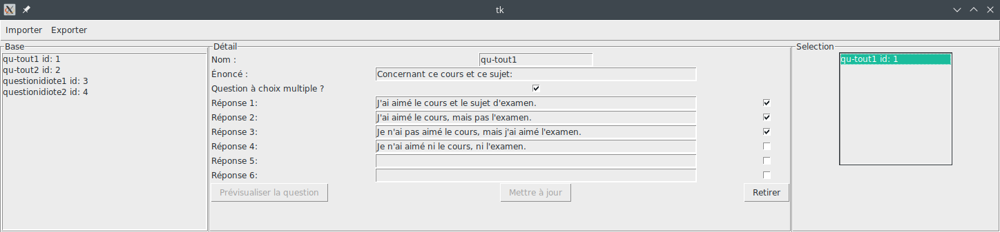 tk
Importer Exporter
Base
qu-tout1 id: 1
qu-tout2 id: 2
questionidiote1 id: 3
questionidiote2 id: 4
Détail
Nom : qu-tout1
Énoncé : Concernant ce cours et ce sujet:
Question à choix multiple ?
Réponse 1: J'ai aimé le cours et le sujet d'examen.
Réponse 2: J'ai aimé le cours, mais pas l'examen.
Réponse 3: Je n'ai pas aimé le cours, mais j'ai aimé l'examen.
Réponse 4: Je n'ai aimé ni le cours, ni l'examen.
Réponse 5:
Réponse 6:
Prévisualiser la question Mettre à jour Retirer
Selection
qu-tout1 id: 1